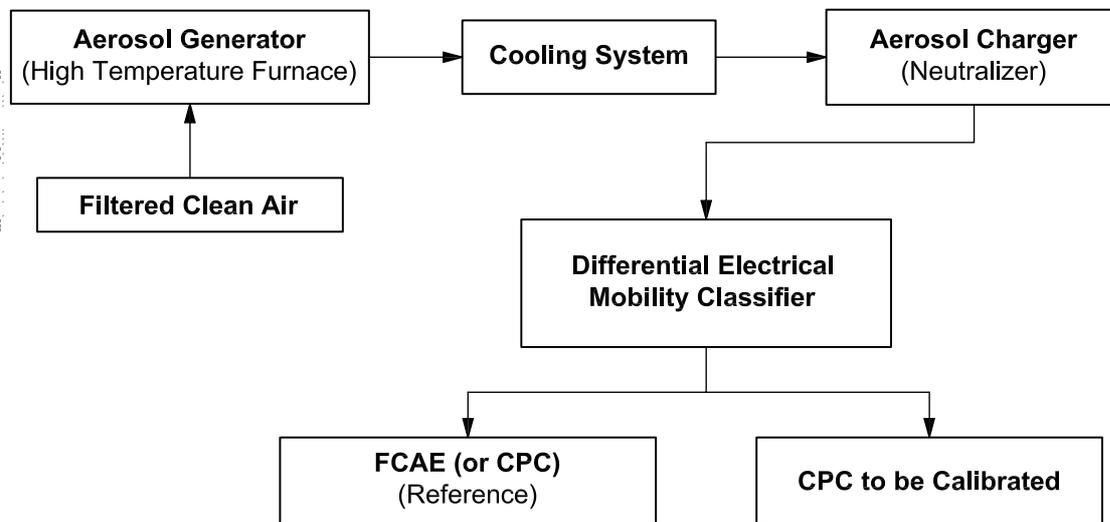 Aerosol Generator
(High Temperature Furnace)
Cooling System
Aerosol Charger
(Neutralizer)
Filtered Clean Air
Differential Electrical
Mobility Classifier
FCAE (or CPC)
(Reference)
CPC to be Calibrated